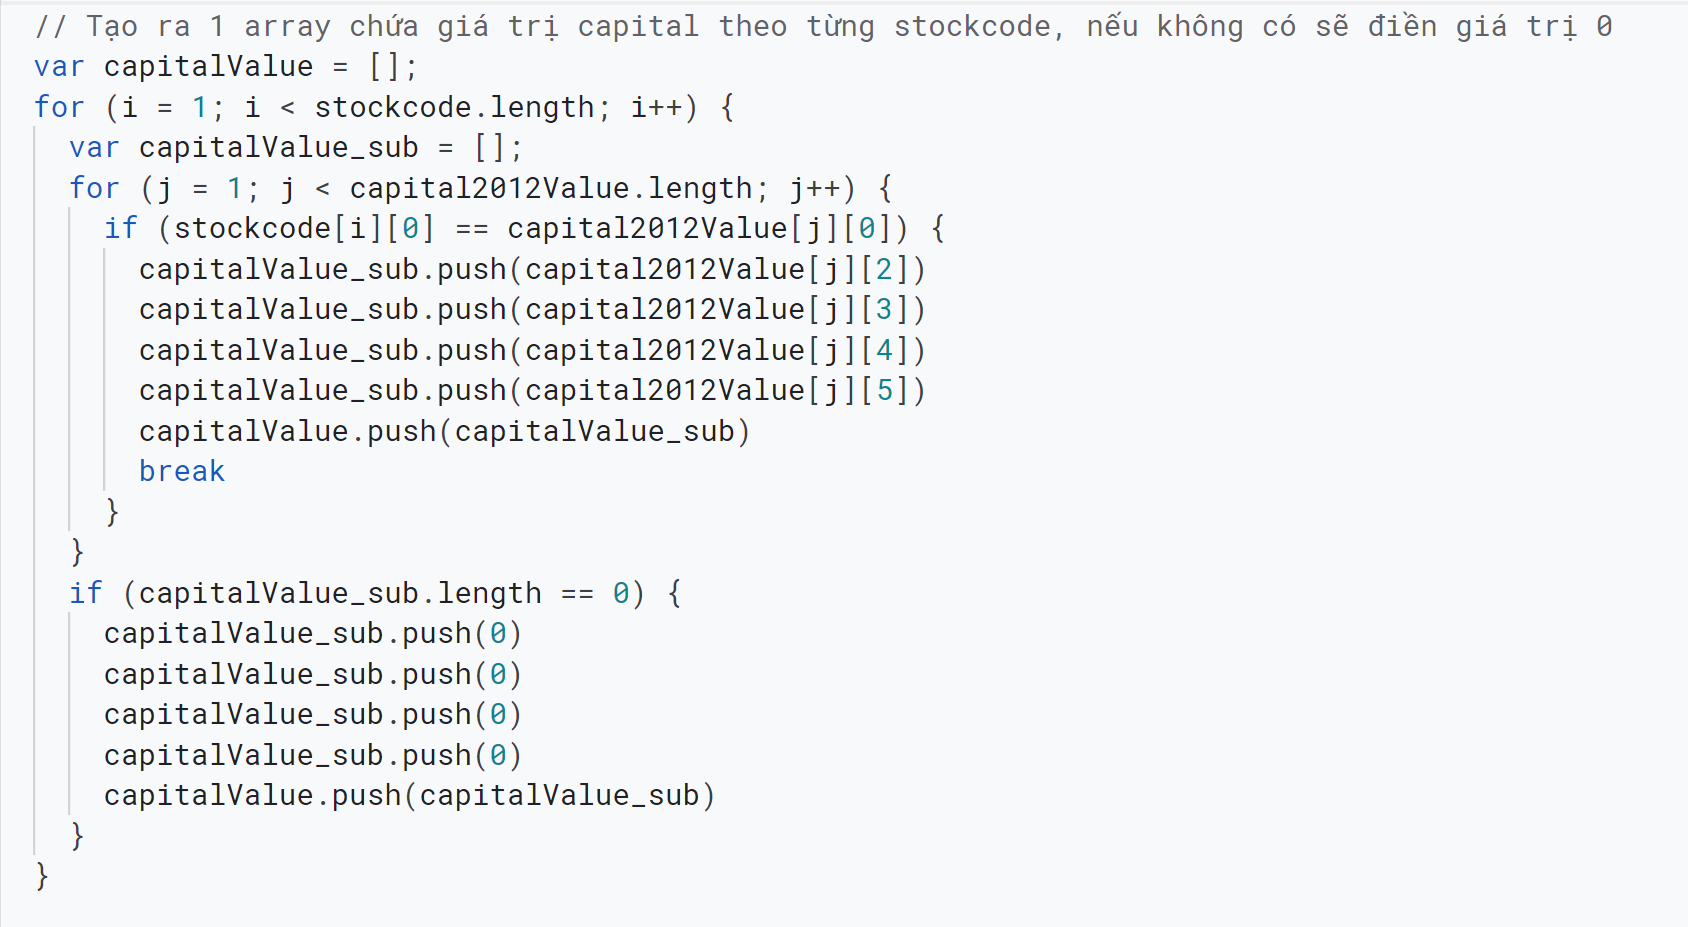 // Tạo ra 1 array chứa giá trị capital theo từng stockcode, nếu không có sẽ điền giá trị 0
var capitalValue = [];
for (i = 1; i < stockcode.length; i++) {
  var capitalValue_sub = [];
  for (j = 1; j < capital2012Value.length; j++) {
    if (stockcode[i][0] == capital2012Value[j][0]) {
      capitalValue_sub.push(capital2012Value[j][2])
      capitalValue_sub.push(capital2012Value[j][3])
      capitalValue_sub.push(capital2012Value[j][4])
      capitalValue_sub.push(capital2012Value[j][5])
      capitalValue.push(capitalValue_sub)
      break
    }
  }
  if (capitalValue_sub.length == 0) {
    capitalValue_sub.push(0)
    capitalValue_sub.push(0)
    capitalValue_sub.push(0)
    capitalValue_sub.push(0)
    capitalValue.push(capitalValue_sub)
  }
}